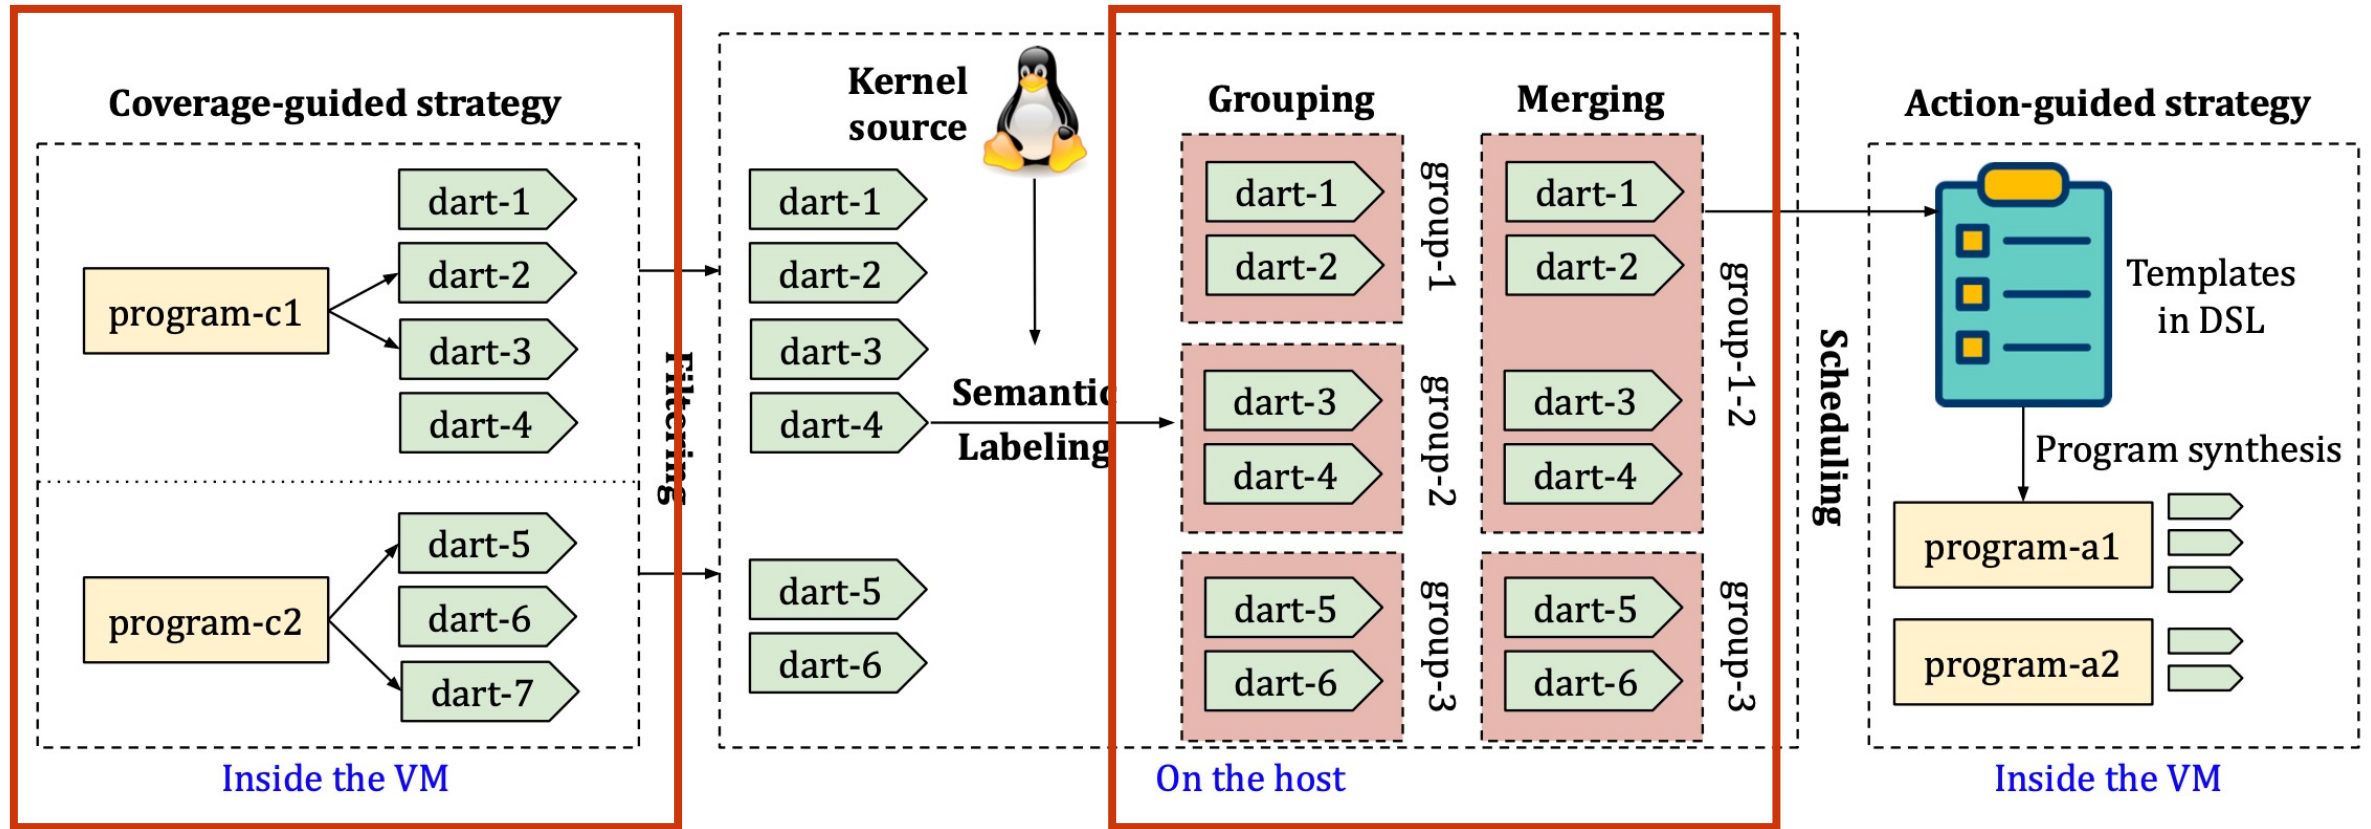 Coverage-guided strategy
program-c1
dart-1
dart-2
dart-3
dart-4
program-c2
dart-5
dart-6
dart-7
Inside the VM
Filtering
Kernel
source
dart-1
dart-2
dart-3
dart-4
dart-5
dart-6
Semantic
Labeling
Grouping
dart-1
dart-2
group-1
dart-3
dart-4
group-2
dart-5
dart-6
group-3
Merging
dart-1
dart-2
dart-3
dart-4
group-1-2
dart-5
dart-6
group-3
On the host
Scheduling
Action-guided strategy
Templates
in DSL
Program synthesis
program-a1
program-a2
Inside the VM